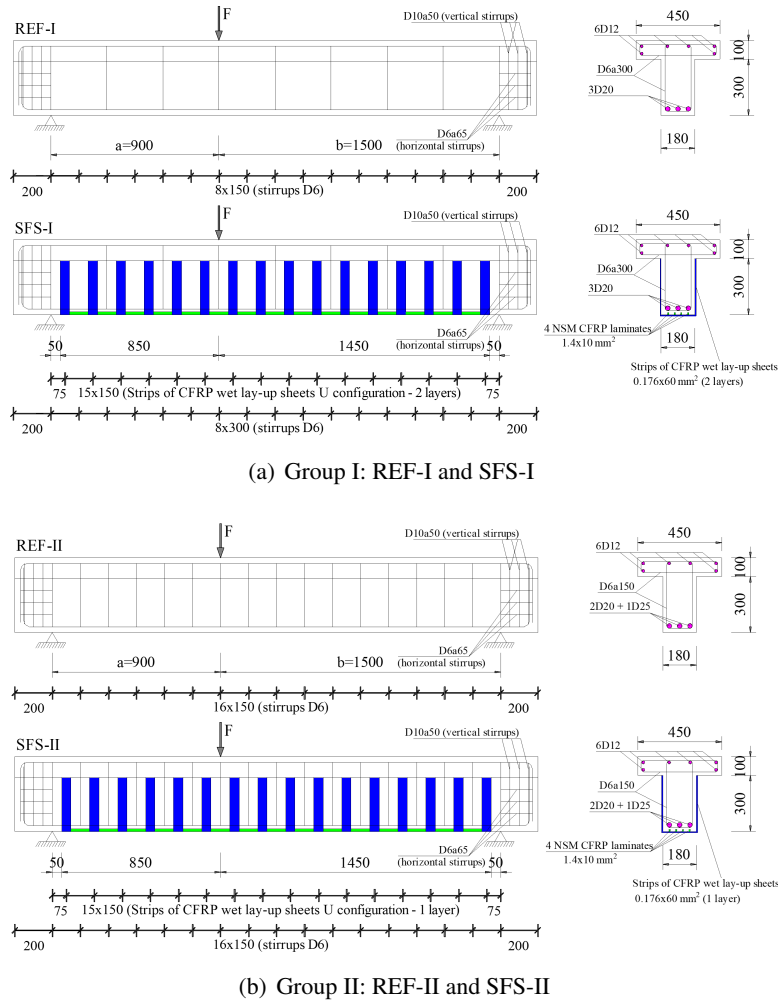 REF-I
F
D10a50 (vertical stirrups)
D6a65
(horizontal stirrups)
a=900
b=1500
200
8x150 (stirrups D6)
200
6D12
450
D6a300
3D20
100
300
180
SFS-I
F
D10a50 (vertical stirrups)
D6a65
(horizontal stirrups)
50
850
1450
50
75
15x150 (Strips of CFRP wet lay-up sheets U configuration - 2 layers)
75
200
8x300 (stirrups D6)
200
6D12
450
D6a300
3D20
100
300
4 NSM CFRP laminates
1.4x10 mm²
180
Strips of CFRP wet lay-up sheets
0.176x60 mm² (2 layers)
(a) Group I: REF-I and SFS-I
REF-II
F
D10a50 (vertical stirrups)
D6a65
(horizontal stirrups)
a=900
b=1500
200
16x150 (stirrups D6)
200
6D12
450
D6a150
2D20 + 1D25
100
300
180
SFS-II
F
D10a50 (vertical stirrups)
D6a65
(horizontal stirrups)
50
850
1450
50
75
15x150 (Strips of CFRP wet lay-up sheets U configuration - 1 layer)
75
200
16x150 (stirrups D6)
200
6D12
450
D6a150
2D20 + 1D25
100
300
4 NSM CFRP laminates
1.4x10 mm²
180
Strips of CFRP wet lay-up sheets
0.176x60 mm² (1 layer)
(b) Group II: REF-II and SFS-II